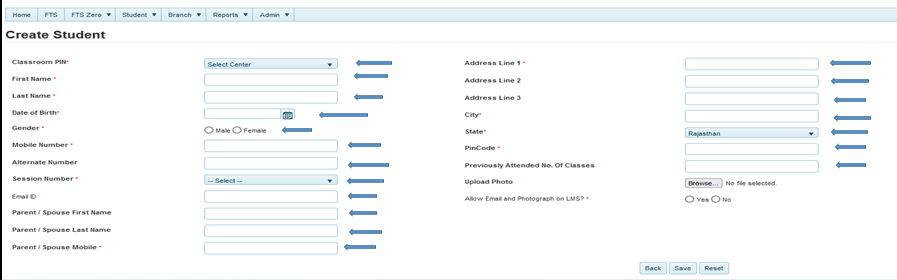 Home FTS FTS Zero Student Branch Reports Admin
Create Student
Classroom PIN* Select Center
First Name *
Last Name *
Date of Birth*
Gender * Male Female
Mobile Number *
Alternate Number
Session Number * -- Select --
Email ID
Parent / Spouse First Name
Parent / Spouse Last Name
Parent / Spouse Mobile *
Address Line 1 *
Address Line 2
Address Line 3
City*
State* Rajasthan
PinCode *
Previously Attended No. Of Classes
Upload Photo Browse... No file selected.
Allow Email and Photograph on LMS? * Yes No
Back Save Reset